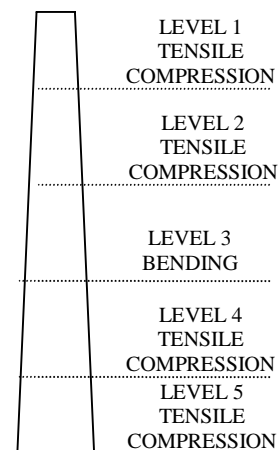 LEVEL 1
TENSILE
COMPRESSION
LEVEL 2
TENSILE
COMPRESSION
LEVEL 3
BENDING
LEVEL 4
TENSILE
COMPRESSION
LEVEL 5
TENSILE
COMPRESSION